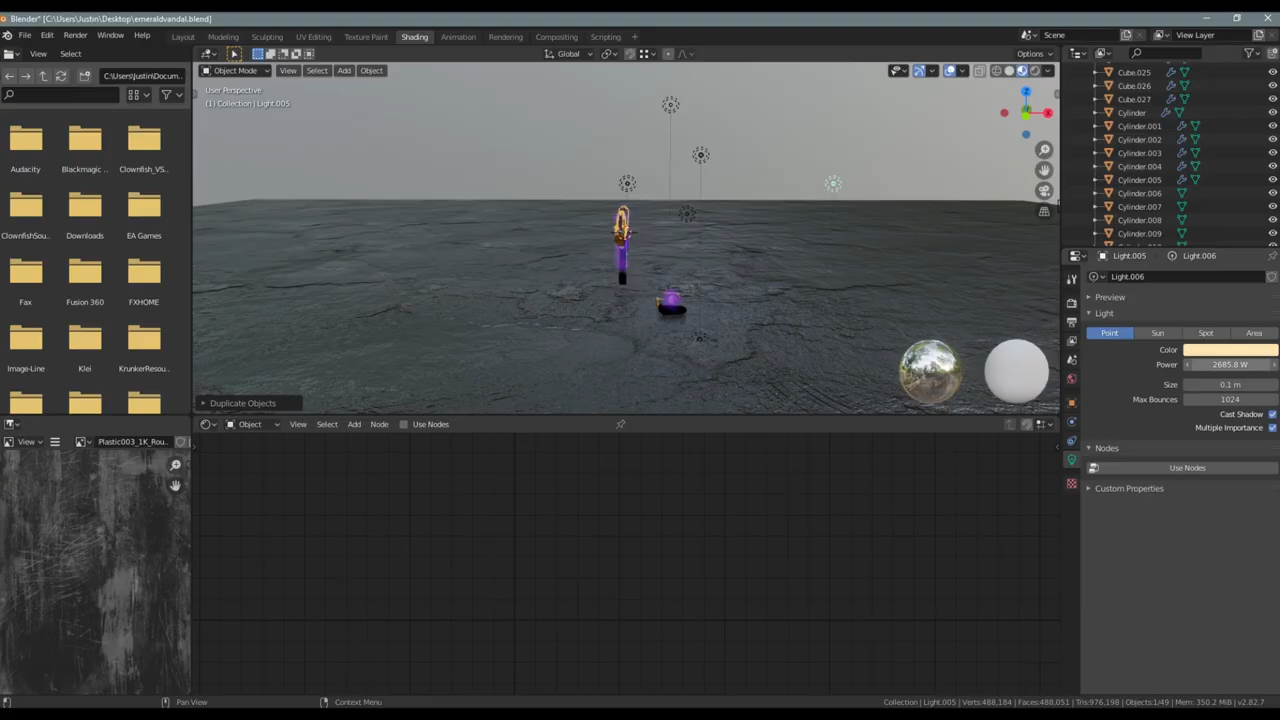 Blender* [C:\Users\Justin\Desktop\emeraldvandal.blend]
File Edit Render Window Help
Layout Modeling Sculpting UV Editing Texture Paint Shading Animation Rendering Compositing Scripting +
Scene
View Layer
View Select
Global
Options
C:\Users\Justin\Docum...
Object Mode View Select Add Object
User Perspective
(1) Collection | Light.005
Z
X
Audacity
Blackmagic ..
Clownfish_VS..
ClownfishSou..
Downloads
EA Games
Fax
Fusion 360
FXHOME
Image-Line
Klei
KrunkerResou..
Duplicate Objects
Cube.025
Cube.026
Cube.027
Cylinder
Cylinder.001
Cylinder.002
Cylinder.003
Cylinder.004
Cylinder.005
Cylinder.006
Cylinder.007
Cylinder.008
Cylinder.009
Light.005 Light.006
Light.006
Preview
Light
Point Sun Spot Area
Color
Power 2685.8 W
Size 0.1 m
Max Bounces 1024
Cast Shadow
Multiple Importance
Nodes
Use Nodes
Custom Properties
View
Plastic003_1K_Rou..
Object View Select Add Node Use Nodes
Pan View
Context Menu
Collection | Light.005 | Verts:488,184 | Faces:488,051 | Tris:976,198 | Objects:1/49 | Mem: 350.2 MiB | v2.82.7